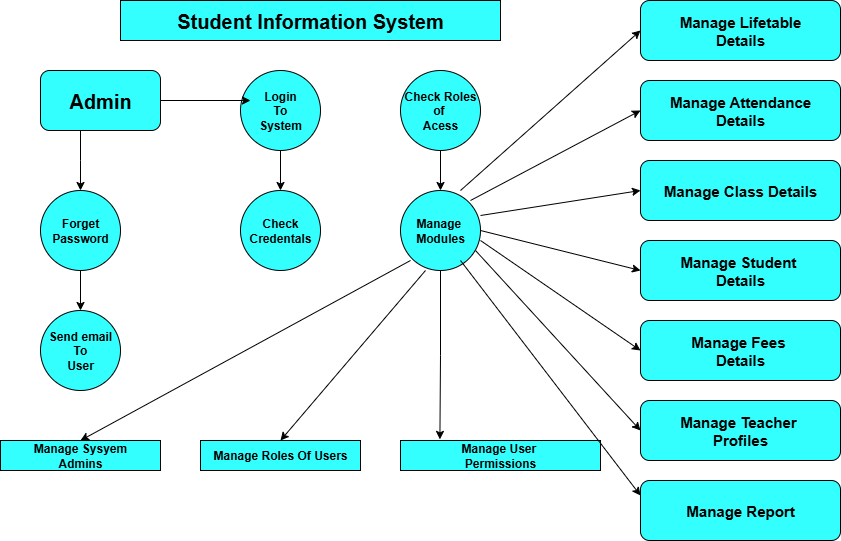 Student Information System
Manage Lifetable
Details
Admin
Login
To
System
Check Roles
of
Acess
Manage Attendance
Details
Manage Class Details
Forget
Password
Check
Credentals
Manage
Modules
Manage Student
Details
Send email
To
User
Manage Fees
Details
Manage Teacher
Profiles
Manage Sysyem
Admins
Manage Roles Of Users
Manage User
Permissions
Manage Report